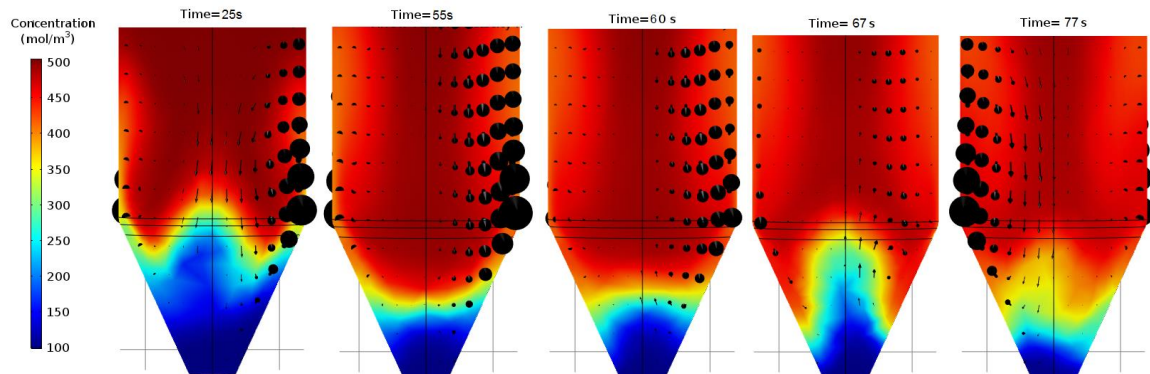 Concentration
(mol/m³)
500
450
400
350
300
250
200
150
100
Time=25s
Time=55s
Time=60 s
Time= 67 s
Time= 77 s